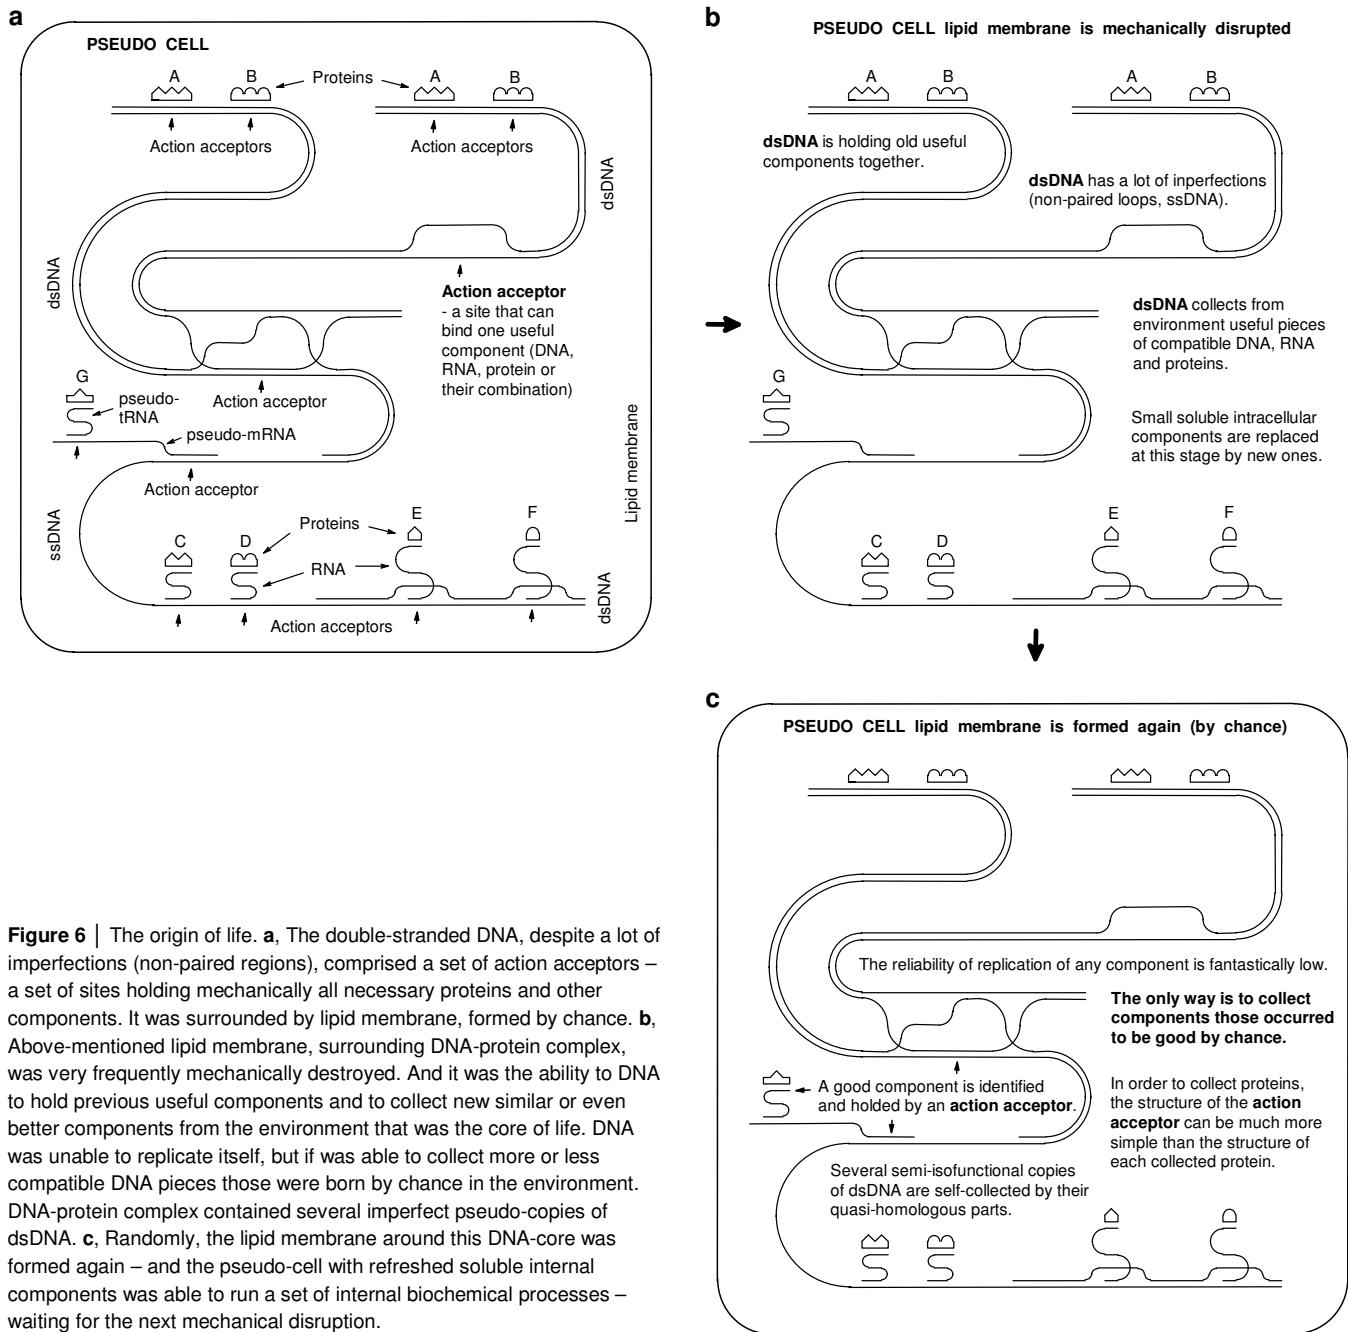 a
PSEUDO CELL
A B Proteins A B
Action acceptors Action acceptors
dsDNA
dsDNA
Action acceptor
- a site that can
bind one useful
component (DNA,
RNA, protein or
their combination)
G
pseudo-
tRNA
Action acceptor
pseudo-mRNA
Action acceptor
Lipid membrane
ssDNA
C D Proteins E F
RNA
dsDNA
Action acceptors
b
PSEUDO CELL lipid membrane is mechanically disrupted
A B A B
dsDNA is holding old useful
components together.
dsDNA has a lot of inperfections
(non-paired loops, ssDNA).
dsDNA collects from
environment useful pieces
of compatible DNA, RNA
and proteins.
G
Small soluble intracellular
components are replaced
at this stage by new ones.
C D E F
c
PSEUDO CELL lipid membrane is formed again (by chance)
The reliability of replication of any component is fantastically low.
The only way is to collect
components those occurred
to be good by chance.
A good component is identified
and holded by an action acceptor.
In order to collect proteins,
the structure of the action
acceptor can be much more
simple than the structure of
each collected protein.
Several semi-isofunctional copies
of dsDNA are self-collected by their
quasi-homologous parts.
Figure 6 | The origin of life. a, The double-stranded DNA, despite a lot of
imperfections (non-paired regions), comprised a set of action acceptors –
a set of sites holding mechanically all necessary proteins and other
components. It was surrounded by lipid membrane, formed by chance. b,
Above-mentioned lipid membrane, surrounding DNA-protein complex,
was very frequently mechanically destroyed. And it was the ability to DNA
to hold previous useful components and to collect new similar or even
better components from the environment that was the core of life. DNA
was unable to replicate itself, but if was able to collect more or less
compatible DNA pieces those were born by chance in the environment.
DNA-protein complex contained several imperfect pseudo-copies of
dsDNA. c, Randomly, the lipid membrane around this DNA-core was
formed again – and the pseudo-cell with refreshed soluble internal
components was able to run a set of internal biochemical processes –
waiting for the next mechanical disruption.